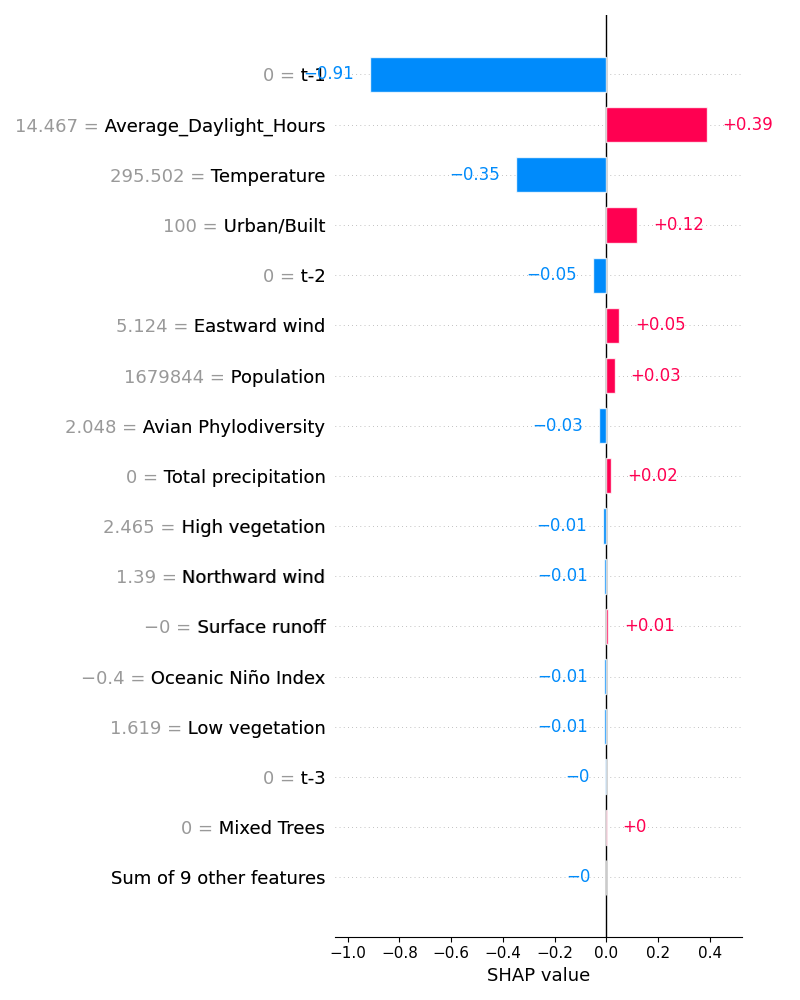 0 = t-1 −0.91
14.467 = Average_Daylight_Hours +0.39
295.502 = Temperature −0.35
100 = Urban/Built +0.12
0 = t-2 −0.05
5.124 = Eastward wind +0.05
1679844 = Population +0.03
2.048 = Avian Phylodiversity −0.03
0 = Total precipitation +0.02
2.465 = High vegetation −0.01
1.39 = Northward wind −0.01
−0 = Surface runoff +0.01
−0.4 = Oceanic Niño Index −0.01
1.619 = Low vegetation −0.01
0 = t-3 −0
0 = Mixed Trees +0
Sum of 9 other features −0
−1.0 −0.8 −0.6 −0.4 −0.2 0.0 0.2 0.4
SHAP value